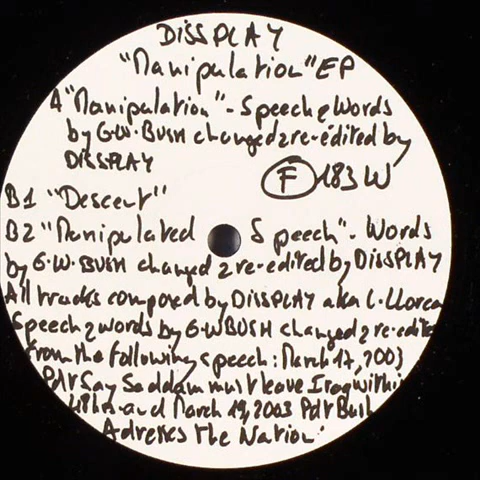 DISSPLAY
"Manipulation" EP
A "Manipulation" - Speech & Words
by G.W. BUSH changed & re-edited by
DISSPLAY
F 183 W
B1 "Descent"
B2 "Manipulated Speech" - Words
by G.W. BUSH changed & re-edited by DISSPLAY
All tracks composed by DISSPLAY aka L. Llorca
Speech & words by G.W BUSH changed & re-edite
from the following speech: March 17, 2003
Pdt Say Saddam must leave Iraq within
48hrs and March 19, 2003 Pdt Bush
Adresses the Nation.